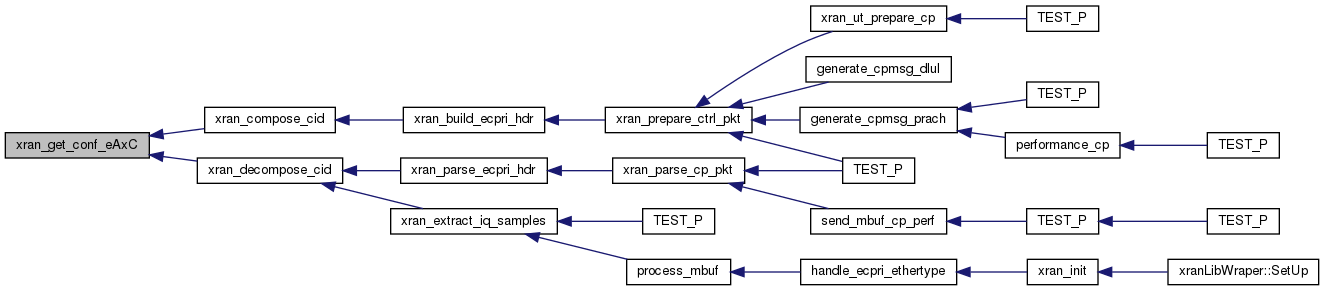 xran_ut_prepare_cp TEST_P
generate_cpmsg_dlul
TEST_P
xran_compose_cid xran_build_ecpri_hdr xran_prepare_ctrl_pkt generate_cpmsg_prach
xran_get_conf_eAxC performance_cp TEST_P
xran_decompose_cid xran_parse_ecpri_hdr xran_parse_cp_pkt TEST_P
xran_extract_iq_samples TEST_P send_mbuf_cp_perf TEST_P TEST_P
process_mbuf handle_ecpri_ethertype xran_init xranLibWraper::SetUp